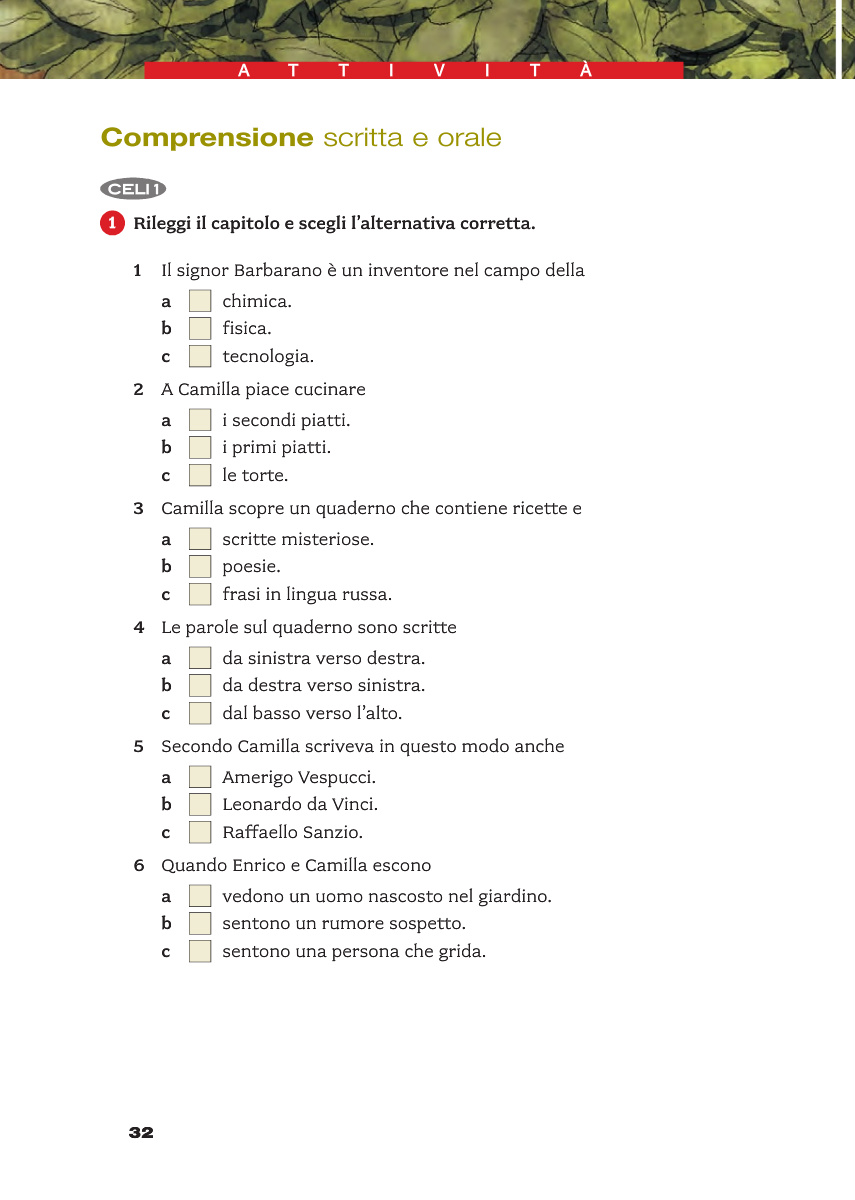 ATTIVITÀ
Comprensione scritta e orale
CELI 1
1 Rileggi il capitolo e scegli l'alternativa corretta.
1 Il signor Barbarano è un inventore nel campo della
a chimica.
b fisica.
c tecnologia.
2 A Camilla piace cucinare
a i secondi piatti.
b i primi piatti.
c le torte.
3 Camilla scopre un quaderno che contiene ricette e
a scritte misteriose.
b poesie.
c frasi in lingua russa.
4 Le parole sul quaderno sono scritte
a da sinistra verso destra.
b da destra verso sinistra.
c dal basso verso l'alto.
5 Secondo Camilla scriveva in questo modo anche
a Amerigo Vespucci.
b Leonardo da Vinci.
c Raffaello Sanzio.
6 Quando Enrico e Camilla escono
a vedono un uomo nascosto nel giardino.
b sentono un rumore sospetto.
c sentono una persona che grida.
32